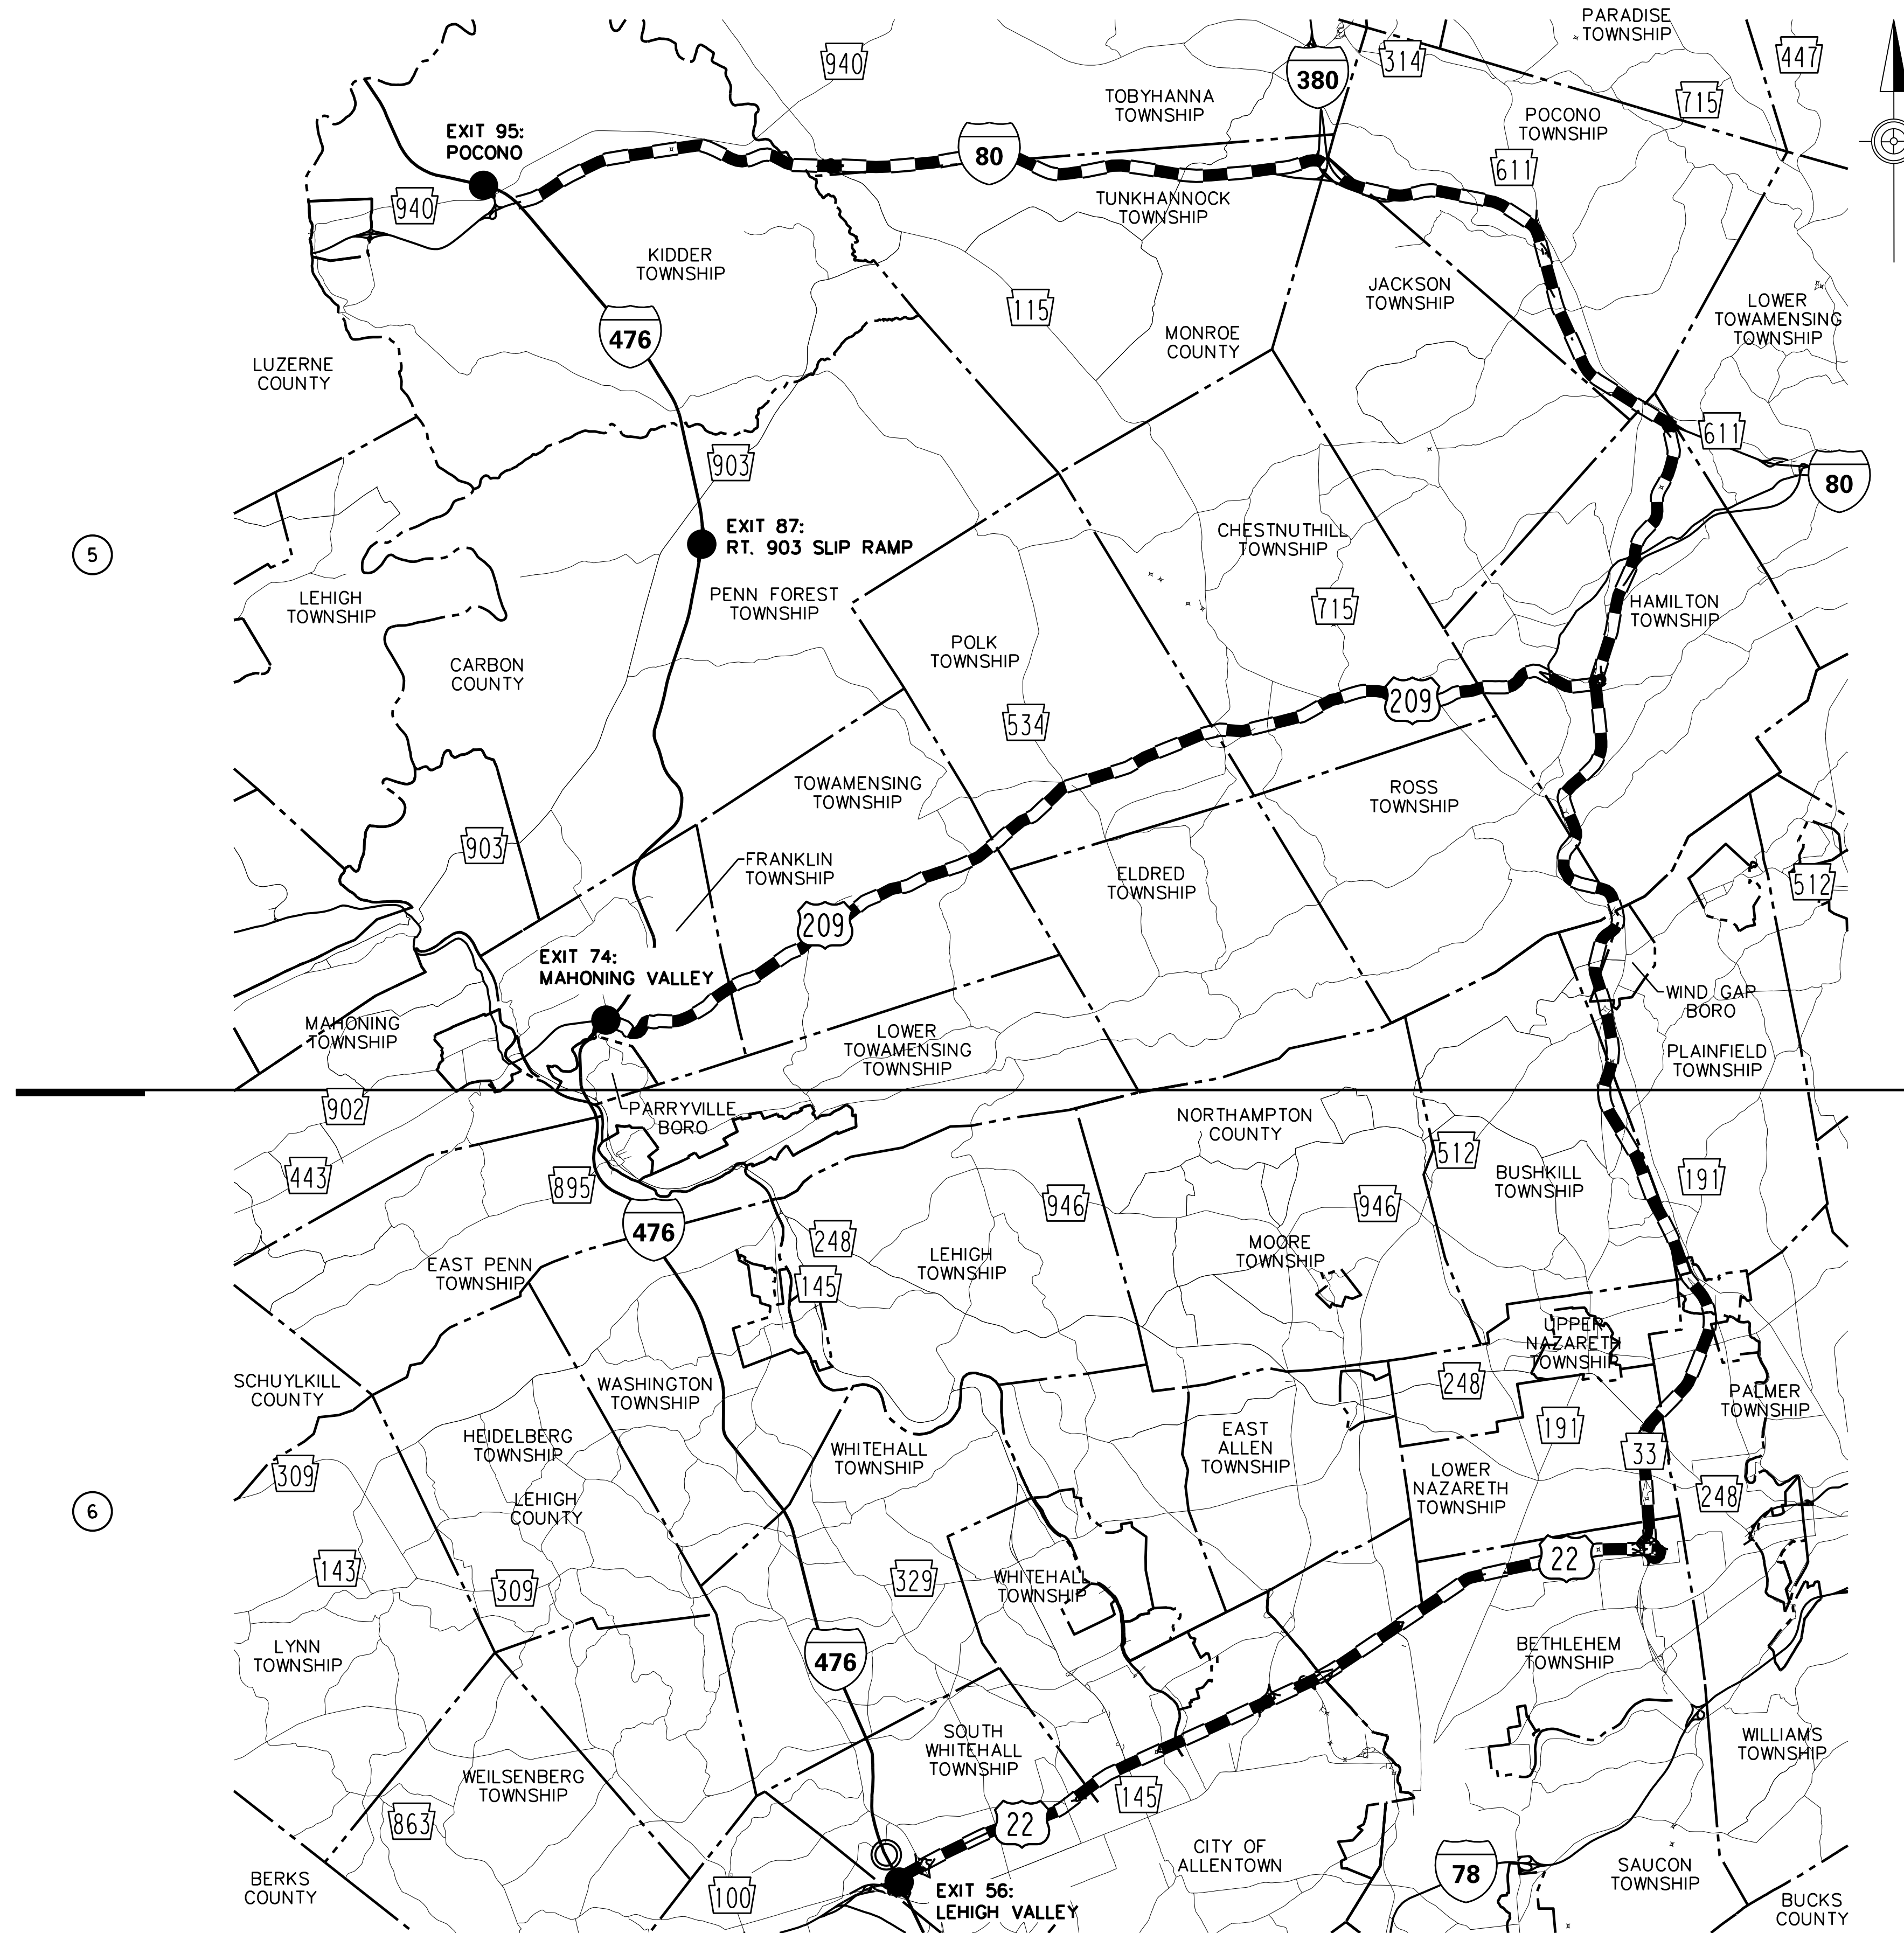 PARADISE
TOWNSHIP
940
380
314
447
TOBYHANNA
TOWNSHIP
715
POCONO
TOWNSHIP
EXIT 95:
POCONO
80
611
940
TUNKHANNOCK
TOWNSHIP
KIDDER
TOWNSHIP
JACKSON
TOWNSHIP
115
LOWER
TOWAMENSING
TOWNSHIP
476
MONROE
COUNTY
LUZERNE
COUNTY
611
903
80
EXIT 87:
RT. 903 SLIP RAMP
CHESTNUTHILL
TOWNSHIP
5
LEHIGH
TOWNSHIP
PENN FOREST
TOWNSHIP
715
HAMILTON
TOWNSHIP
POLK
TOWNSHIP
CARBON
COUNTY
209
534
TOWAMENSING
TOWNSHIP
ROSS
TOWNSHIP
903
FRANKLIN
TOWNSHIP
ELDRED
TOWNSHIP
512
209
EXIT 74:
MAHONING VALLEY
WIND GAP
BORO
MAHONING
TOWNSHIP
LOWER
TOWAMENSING
TOWNSHIP
PLAINFIELD
TOWNSHIP
902
PARRYVILLE
BORO
NORTHAMPTON
COUNTY
512
443
895
BUSHKILL
TOWNSHIP
191
946
946
476
248
LEHIGH
TOWNSHIP
MOORE
TOWNSHIP
EAST PENN
TOWNSHIP
145
UPPER
NAZARETH
TOWNSHIP
SCHUYLKILL
COUNTY
WASHINGTON
TOWNSHIP
248
PALMER
TOWNSHIP
HEIDELBERG
TOWNSHIP
WHITEHALL
TOWNSHIP
EAST
ALLEN
TOWNSHIP
191
33
309
LOWER
NAZARETH
TOWNSHIP
248
LEHIGH
COUNTY
6
22
143
309
329
WHITEHALL
TOWNSHIP
LYNN
TOWNSHIP
476
BETHLEHEM
TOWNSHIP
SOUTH
WHITEHALL
TOWNSHIP
WILLIAMS
TOWNSHIP
WEILSENBERG
TOWNSHIP
145
863
22
CITY OF
ALLENTOWN
78
SAUCON
TOWNSHIP
BERKS
COUNTY
100
EXIT 56:
LEHIGH VALLEY
BUCKS
COUNTY